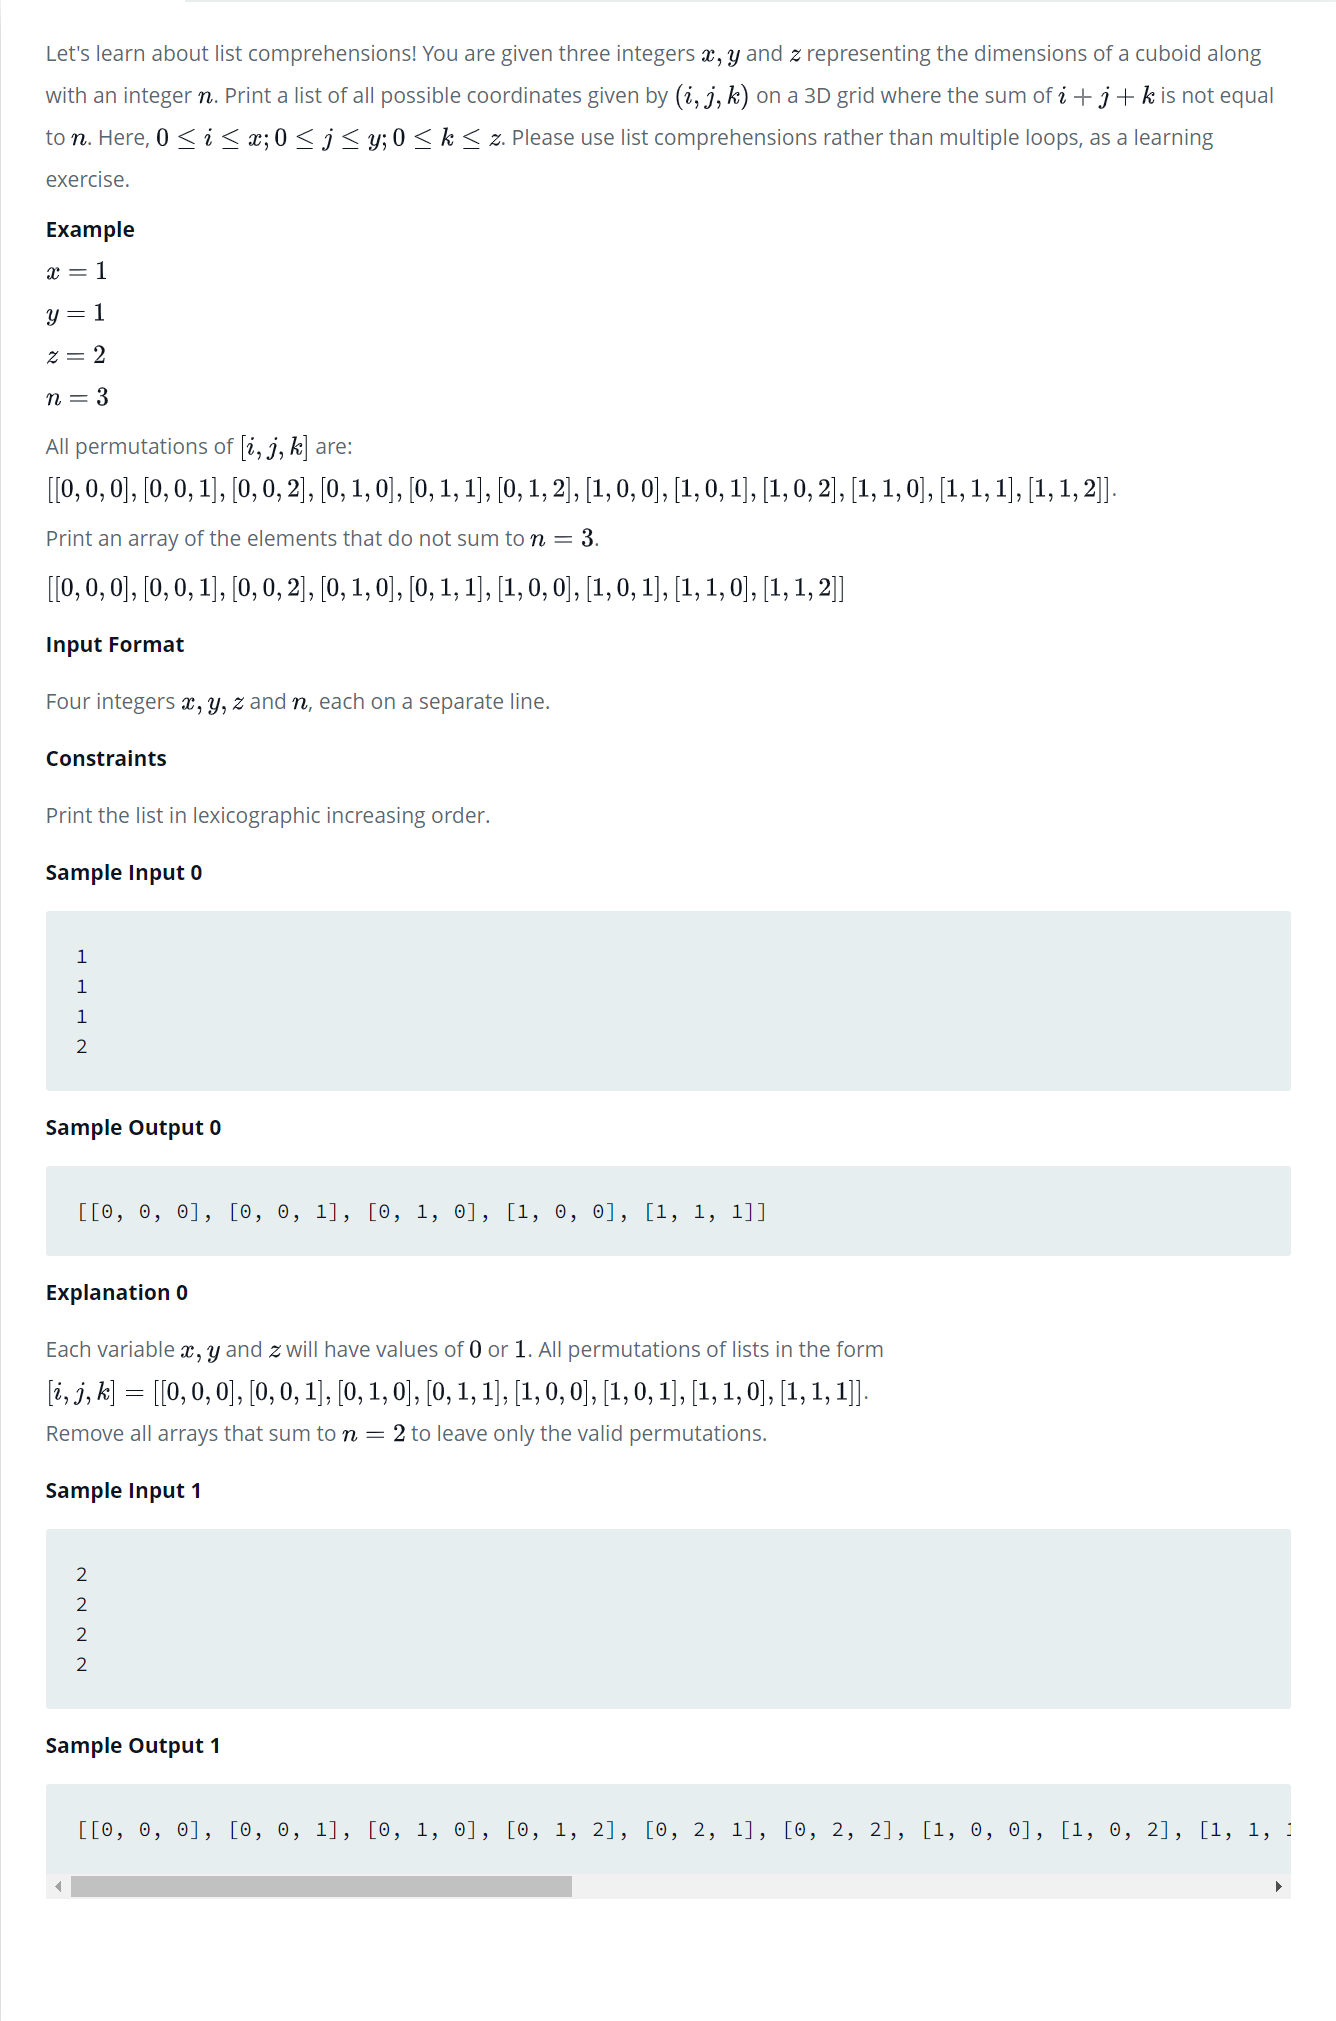 Let's learn about list comprehensions! You are given three integers x, y and z representing the dimensions of a cuboid along
with an integer n. Print a list of all possible coordinates given by (i, j, k) on a 3D grid where the sum of i + j + k is not equal
to n. Here, 0 ≤ i ≤ x; 0 ≤ j ≤ y; 0 ≤ k ≤ z. Please use list comprehensions rather than multiple loops, as a learning
exercise.
Example
x = 1
y = 1
z = 2
n = 3
All permutations of [i, j, k] are:
[[0, 0, 0], [0, 0, 1], [0, 0, 2], [0, 1, 0], [0, 1, 1], [0, 1, 2], [1, 0, 0], [1, 0, 1], [1, 0, 2], [1, 1, 0], [1, 1, 1], [1, 1, 2]].
Print an array of the elements that do not sum to n = 3.
[[0, 0, 0], [0, 0, 1], [0, 0, 2], [0, 1, 0], [0, 1, 1], [1, 0, 0], [1, 0, 1], [1, 1, 0], [1, 1, 2]]
Input Format
Four integers x, y, z and n, each on a separate line.
Constraints
Print the list in lexicographic increasing order.
Sample Input 0
1
1
1
2
Sample Output 0
[[0, 0, 0], [0, 0, 1], [0, 1, 0], [1, 0, 0], [1, 1, 1]]
Explanation 0
Each variable x, y and z will have values of 0 or 1. All permutations of lists in the form
[i, j, k] = [[0, 0, 0], [0, 0, 1], [0, 1, 0], [0, 1, 1], [1, 0, 0], [1, 0, 1], [1, 1, 0], [1, 1, 1]].
Remove all arrays that sum to n = 2 to leave only the valid permutations.
Sample Input 1
2
2
2
2
Sample Output 1
[[0, 0, 0], [0, 0, 1], [0, 1, 0], [0, 1, 2], [0, 2, 1], [0, 2, 2], [1, 0, 0], [1, 0, 2], [1, 1,